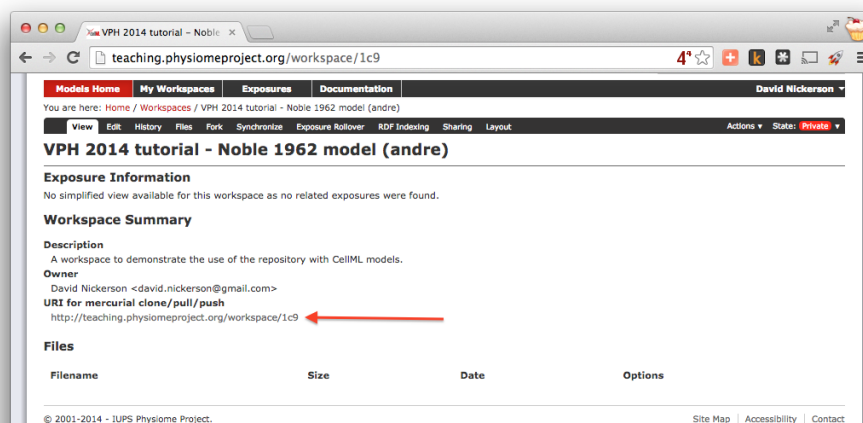 VPH 2014 tutorial – Noble
teaching.physiomeproject.org/workspace/1c9
Models Home My Workspaces Exposures Documentation David Nickerson
You are here: Home / Workspaces / VPH 2014 tutorial - Noble 1962 model (andre)
View Edit History Files Fork Synchronize Exposure Rollover RDF Indexing Sharing Layout Actions State: Private
VPH 2014 tutorial - Noble 1962 model (andre)
Exposure Information
No simplified view available for this workspace as no related exposures were found.
Workspace Summary
Description
A workspace to demonstrate the use of the repository with CellML models.
Owner
David Nickerson <david.nickerson@gmail.com>
URI for mercurial clone/pull/push
http://teaching.physiomeproject.org/workspace/1c9
Files
Filename Size Date Options
© 2001-2014 - IUPS Physiome Project. Site Map Accessibility Contact